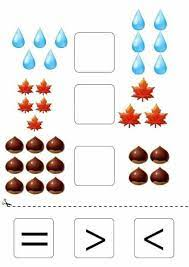 = > <